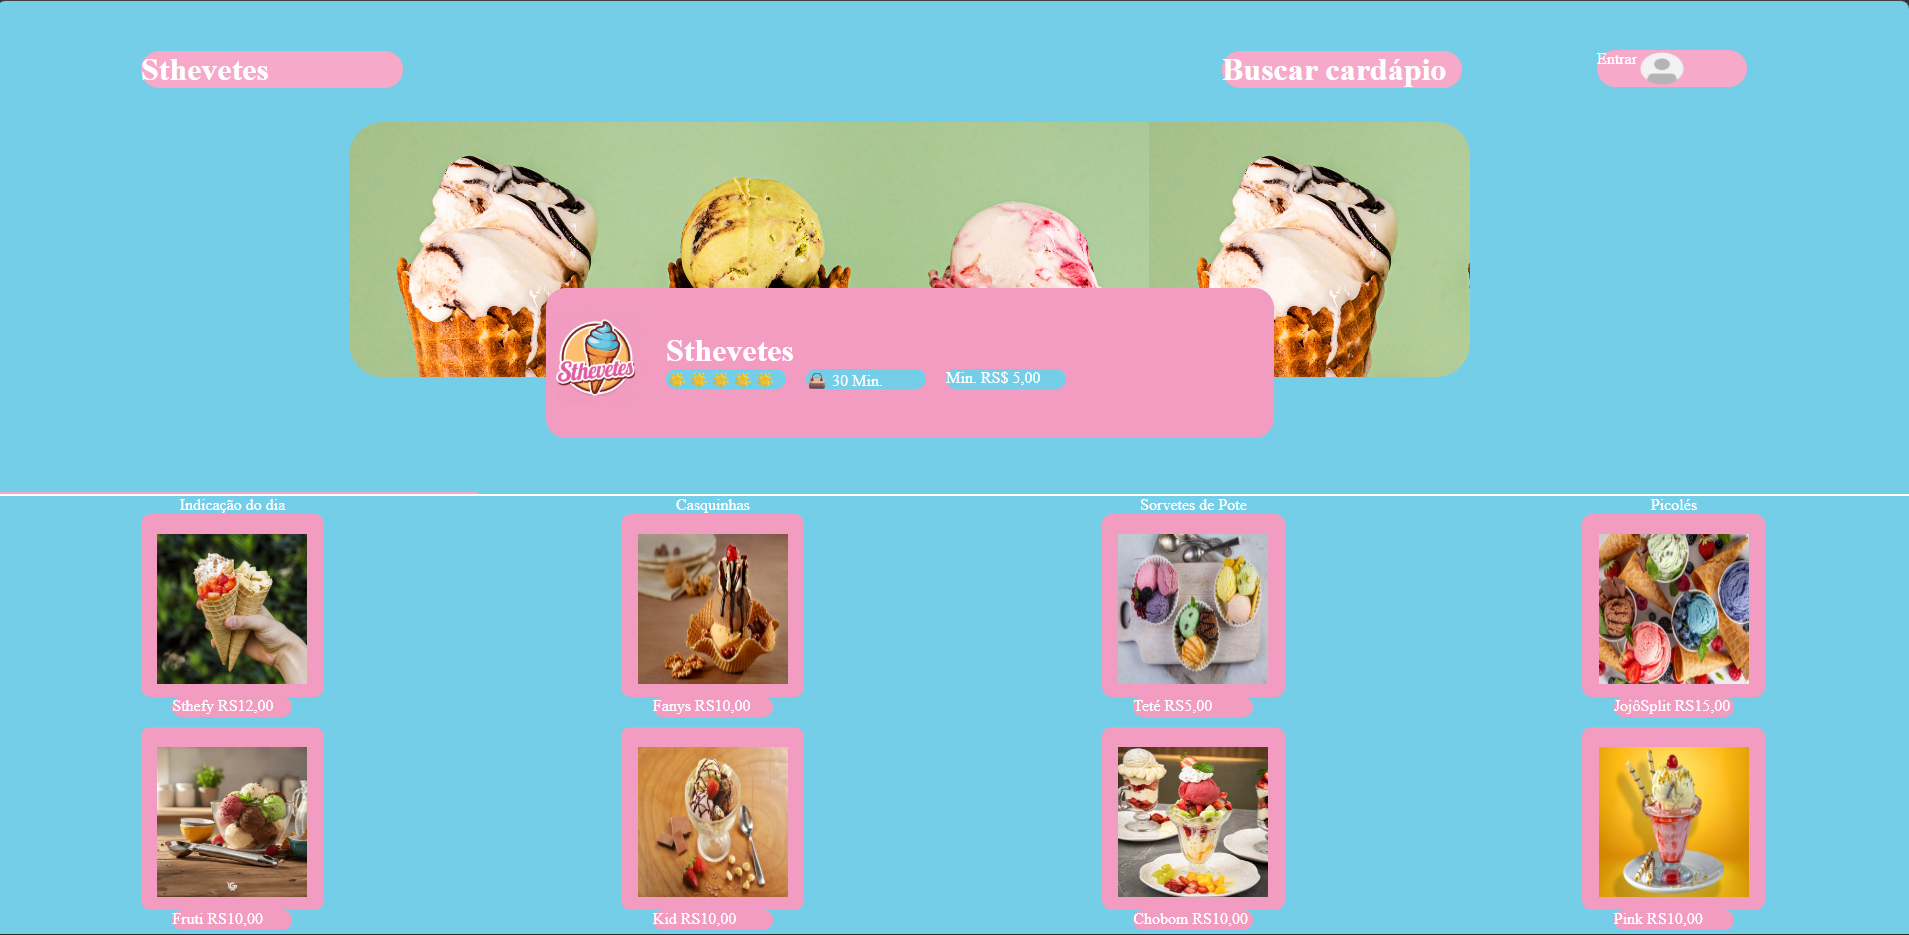 Sthevetes
Buscar cardápio
Entrar
Sthevetes
Sthevetes
30 Min.
Min. RS$ 5,00
Indicação do dia
Casquinhas
Sorvetes de Pote
Picolés
Sthefy RS12,00
Fanys RS10,00
Teté RS5,00
JojôSplit RS15,00
Fruti RS10,00
Kid RS10,00
Chobom RS10,00
Pink RS10,00